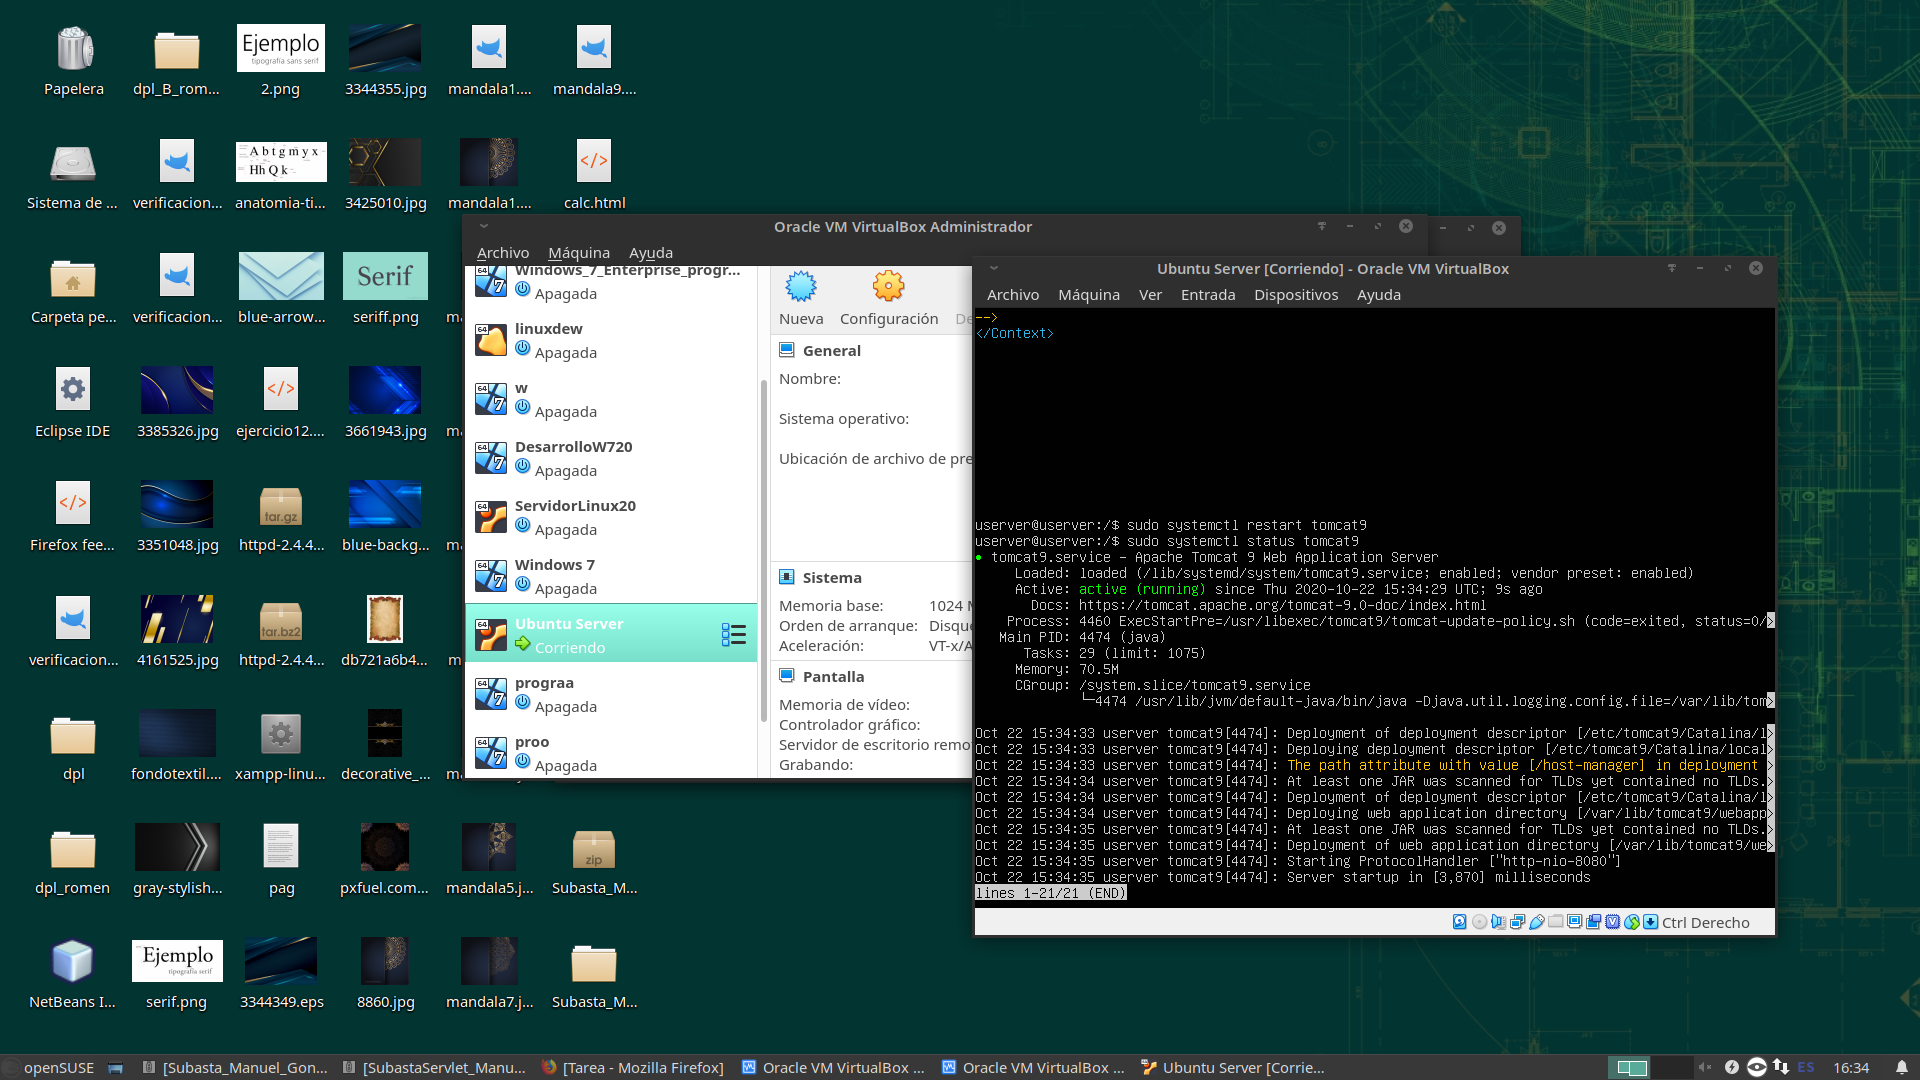 Papelera
dpl_B_rom...
Ejemplo
tipografía sans serif
2.png
3344355.jpg
mandala1....
mandala9....
Sistema de ...
verificacion...
A b t g m y x
Hh Q k
anatomia-ti...
3425010.jpg
mandala1....
calc.html
Carpeta pe...
verificacion...
blue-arrow...
Serif
seriff.png
Eclipse IDE
3385326.jpg
ejercicio12....
3661943.jpg
Firefox fee...
3351048.jpg
tar.gz
httpd-2.4.4...
blue-backg...
verificacion...
4161525.jpg
tar.bz2
httpd-2.4.4...
db721a6b4...
dpl
fondotextil....
xampp-linu...
decorative_...
dpl_romen
gray-stylish...
pag
pxfuel.com...
mandala5.j...
zip
Subasta_M...
NetBeans I...
Ejemplo
tipografía serif
serif.png
3344349.eps
8860.jpg
mandala7.j...
Subasta_M...
Oracle VM VirtualBox Administrador
Archivo Máquina Ayuda
Windows_7_Enterprise_progr...
Apagada
linuxdew
Apagada
w
Apagada
DesarrolloW720
Apagada
ServidorLinux20
Apagada
Windows 7
Apagada
Ubuntu Server
Corriendo
prograa
Apagada
proo
Apagada
Nueva Configuración De
General
Nombre:
Sistema operativo:
Ubicación de archivo de pre
Sistema
Memoria base: 1024 M
Orden de arranque: Disque
Aceleración: VT-x/A
Pantalla
Memoria de vídeo:
Controlador gráfico:
Servidor de escritorio remo
Grabando:
Ubuntu Server [Corriendo] - Oracle VM VirtualBox
Archivo Máquina Ver Entrada Dispositivos Ayuda
-->
</Context>
userver@userver:/$ sudo systemctl restart tomcat9
userver@userver:/$ sudo systemctl status tomcat9
● tomcat9.service - Apache Tomcat 9 Web Application Server
Loaded: loaded (/lib/systemd/system/tomcat9.service; enabled; vendor preset: enabled)
Active: active (running) since Thu 2020-10-22 15:34:29 UTC; 9s ago
Docs: https://tomcat.apache.org/tomcat-9.0-doc/index.html
Process: 4460 ExecStartPre=/usr/libexec/tomcat9/tomcat-update-policy.sh (code=exited, status=0/>
Main PID: 4474 (java)
Tasks: 29 (limit: 1075)
Memory: 70.5M
CGroup: /system.slice/tomcat9.service
└─4474 /usr/lib/jvm/default-java/bin/java -Djava.util.logging.config.file=/var/lib/tom>
Oct 22 15:34:33 userver tomcat9[4474]: Deployment of deployment descriptor [/etc/tomcat9/Catalina/l>
Oct 22 15:34:33 userver tomcat9[4474]: Deploying deployment descriptor [/etc/tomcat9/Catalina/local>
Oct 22 15:34:33 userver tomcat9[4474]: The path attribute with value [/host-manager] in deployment >
Oct 22 15:34:34 userver tomcat9[4474]: At least one JAR was scanned for TLDs yet contained no TLDs.>
Oct 22 15:34:34 userver tomcat9[4474]: Deployment of deployment descriptor [/etc/tomcat9/Catalina/l>
Oct 22 15:34:34 userver tomcat9[4474]: Deploying web application directory [/var/lib/tomcat9/webapp>
Oct 22 15:34:35 userver tomcat9[4474]: At least one JAR was scanned for TLDs yet contained no TLDs.>
Oct 22 15:34:35 userver tomcat9[4474]: Deployment of web application directory [/var/lib/tomcat9/we>
Oct 22 15:34:35 userver tomcat9[4474]: Starting ProtocolHandler ["http-nio-8080"]
Oct 22 15:34:35 userver tomcat9[4474]: Server startup in [3,870] milliseconds
lines 1-21/21 (END)
Ctrl Derecho
openSUSE [Subasta_Manuel_Gon... [SubastaServlet_Manu... [Tarea - Mozilla Firefox] Oracle VM VirtualBox ... Oracle VM VirtualBox ... Ubuntu Server [Corrie... ES 16:34